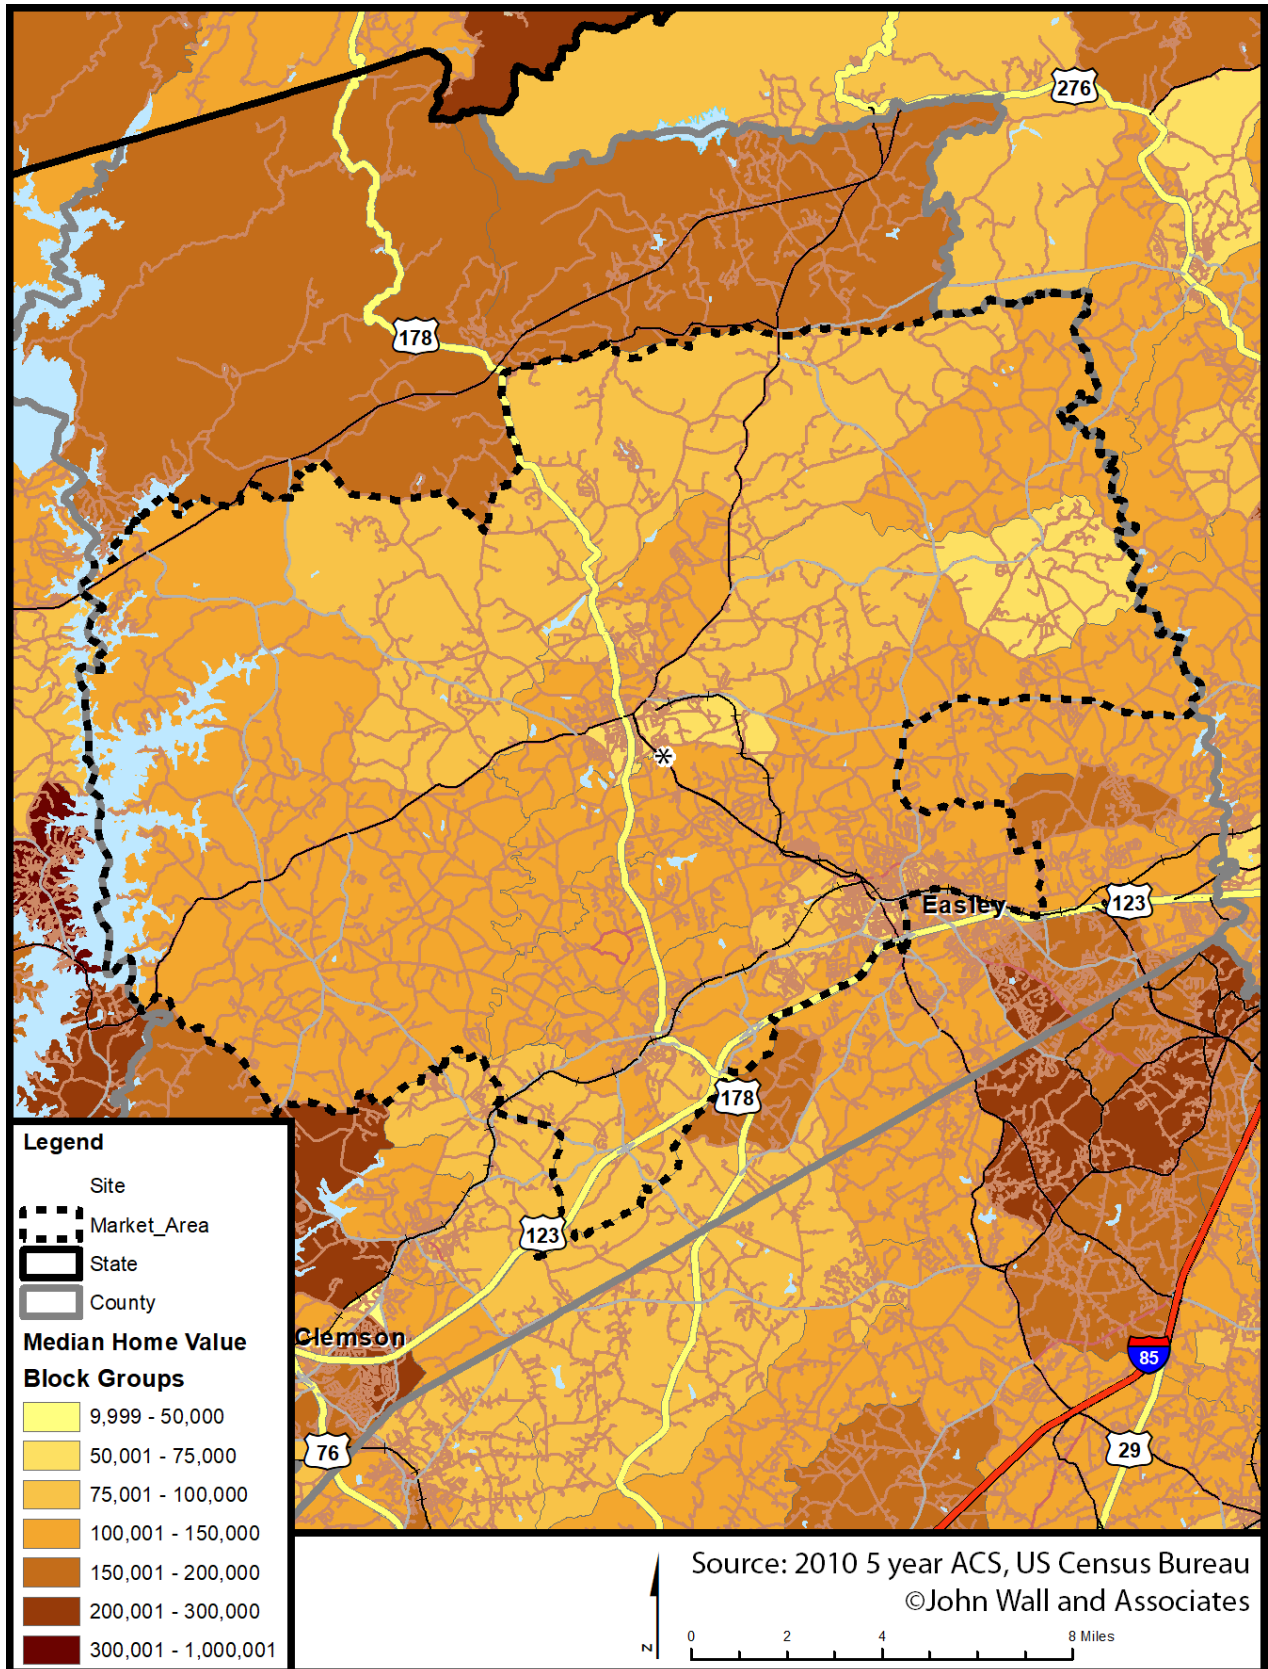 276
178
Easley
123
178
123
Clemson
85
76
29
Legend
Site
Market_Area
State
County
Median Home Value
Block Groups
9,999 - 50,000
50,001 - 75,000
75,001 - 100,000
100,001 - 150,000
150,001 - 200,000
200,001 - 300,000
300,001 - 1,000,001
Source: 2010 5 year ACS, US Census Bureau
©John Wall and Associates
N
0 2 4 8 Miles